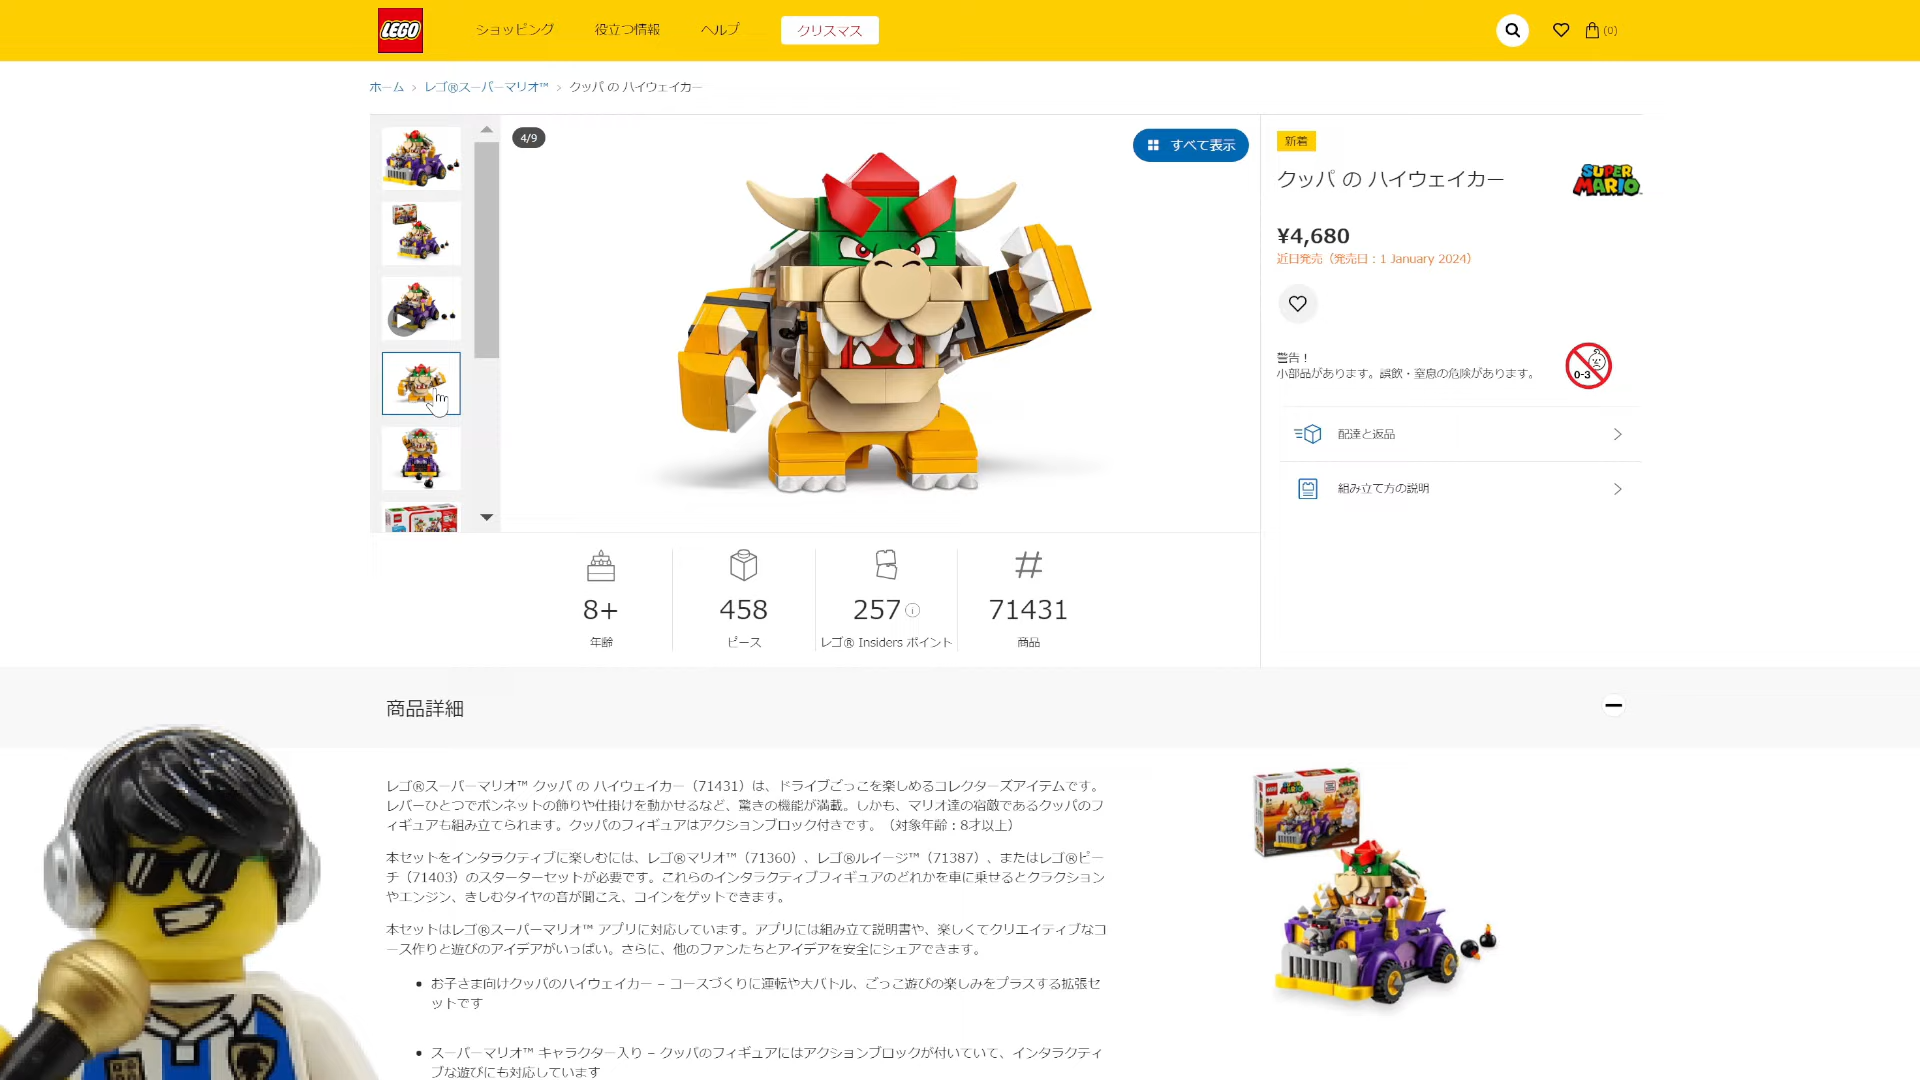 LEGO
ショッピング
役立つ情報
ヘルプ
クリスマス
(0)
ホーム > レゴ®スーパーマリオ™ > クッパ の ハイウェイカー
4/9
すべて表示
新着
クッパ の ハイウェイカー
SUPER MARIO
¥4,680
近日発売（発売日：1 January 2024）
警告！
小部品があります。誤飲・窒息の危険があります。
0-3
配達と返品
組み立て方の説明
8+
年齢
458
ピース
257
レゴ® Insiders ポイント
71431
商品
商品詳細
レゴ®スーパーマリオ™ クッパ の ハイウェイカー（71431）は、ドライブごっこを楽しめるコレクターズアイテムです。
レバーひとつでボンネットの飾りや仕掛けを動かせるなど、驚きの機能が満載。しかも、マリオ達の宿敵であるクッパのフ
ィギュアも組み立てられます。クッパのフィギュアはアクションブロック付きです。（対象年齢：8才以上）
本セットをインタラクティブに楽しむには、レゴ®マリオ™（71360）、レゴ®ルイージ™（71387）、またはレゴ®ピー
チ（71403）のスターターセットが必要です。これらのインタラクティブフィギュアのどれかを車に乗せるとクラクション
やエンジン、きしむタイヤの音が聞こえ、コインをゲットできます。
本セットはレゴ®スーパーマリオ™ アプリに対応しています。アプリには組み立て説明書や、楽しくてクリエイティブなコ
ース作りと遊びのアイデアがいっぱい。さらに、他のファンたちとアイデアを安全にシェアできます。
• お子さま向けクッパのハイウェイカー – コースづくりに運転や大バトル、ごっこ遊びの楽しみをプラスする拡張セ
ットです
• スーパーマリオ™ キャラクター入り – クッパのフィギュアにはアクションブロックが付いていて、インタラクティ
ブな遊びにも対応しています